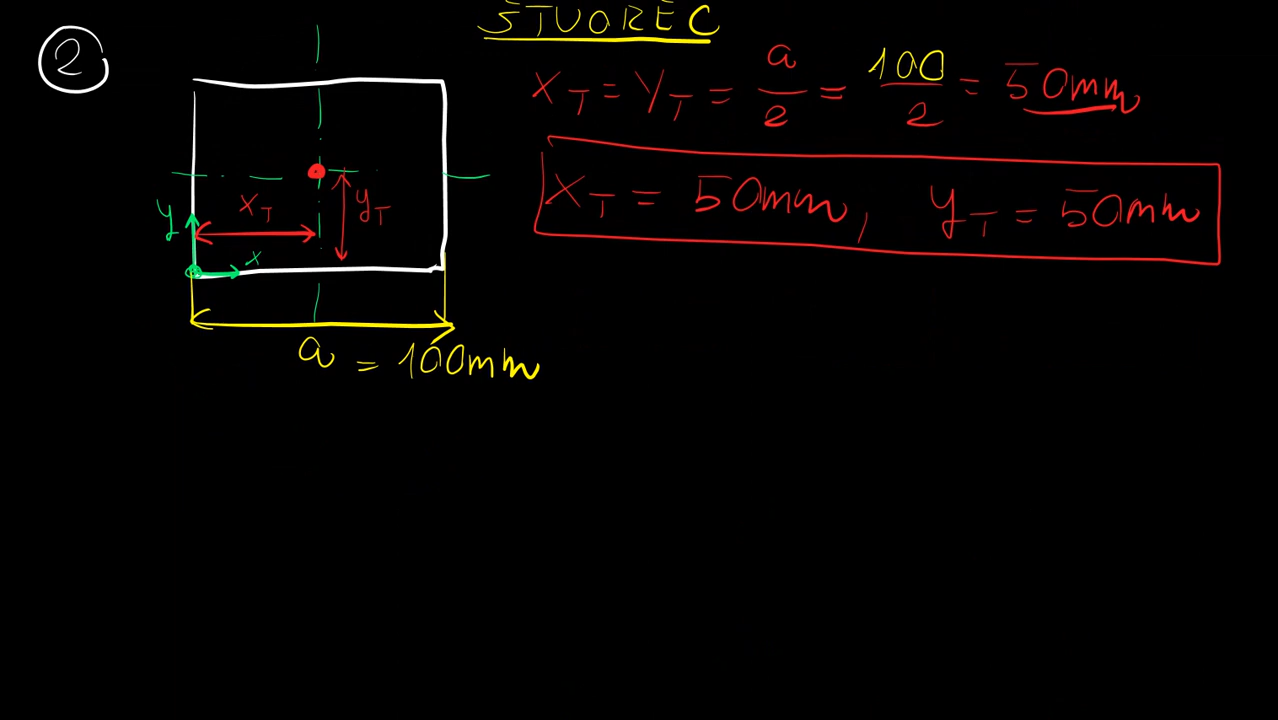 ŠTVOREC
2
X_T = Y_T = a/2 = 100/2 = 50mm
X_T = 50mm, y_T = 50mm
y
x_T
y_T
x
a = 100mm